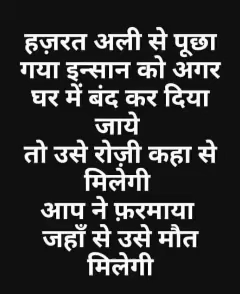 हज़रत अली से पूछा
गया इन्सान को अगर
घर में बंद कर दिया
जाये
तो उसे रोज़ी कहा से
मिलेगी
आप ने फ़रमाया
जहाँ से उसे मौत
मिलेगी